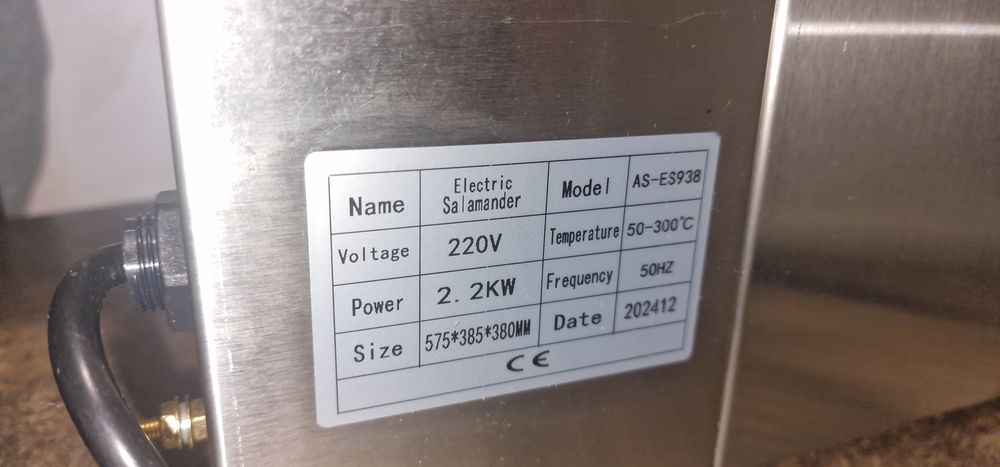 Name Electric Salamander Model AS-ES938
Voltage 220V Temperature 50-300℃
Power 2.2KW Frequency 50HZ
Size 575*385*380MM Date 202412
CE